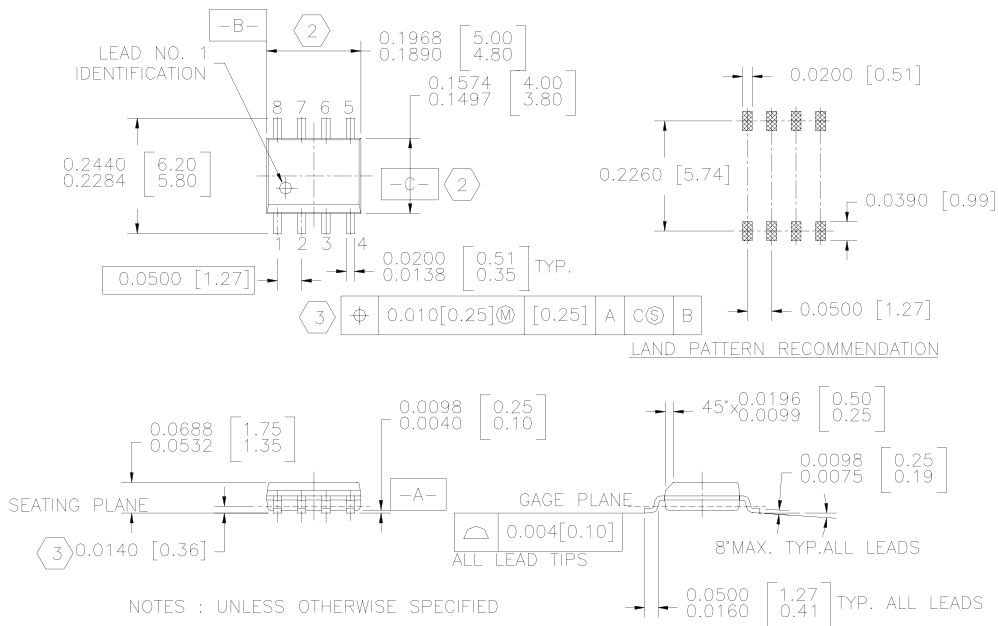 -B-
2
0.1968 [5.00]
0.1890 [4.80]
LEAD NO. 1
IDENTIFICATION
0.1574 [4.00]
0.1497 [3.80]
0.0200 [0.51]
8 7 6 5
0.2440 [6.20]
0.2284 [5.80]
-C-
2
0.2260 [5.74]
0.0390 [0.99]
1 2 3 4
0.0500 [1.27]
0.0200 [0.51] TYP.
0.0138 [0.35]
0.0500 [1.27]
3
⌖ 0.010[0.25]Ⓜ [0.25] A CⓈ B
LAND PATTERN RECOMMENDATION
0.0688 [1.75]
0.0532 [1.35]
0.0098 [0.25]
0.0040 [0.10]
45°x 0.0196 [0.50]
0.0099 [0.25]
0.0098 [0.25]
0.0075 [0.19]
SEATING PLANE
-A-
GAGE PLANE
3
0.0140 [0.36]
⌓ 0.004[0.10]
ALL LEAD TIPS
8°MAX. TYP.ALL LEADS
0.0500 [1.27] TYP. ALL LEADS
0.0160 [0.41]
NOTES : UNLESS OTHERWISE SPECIFIED